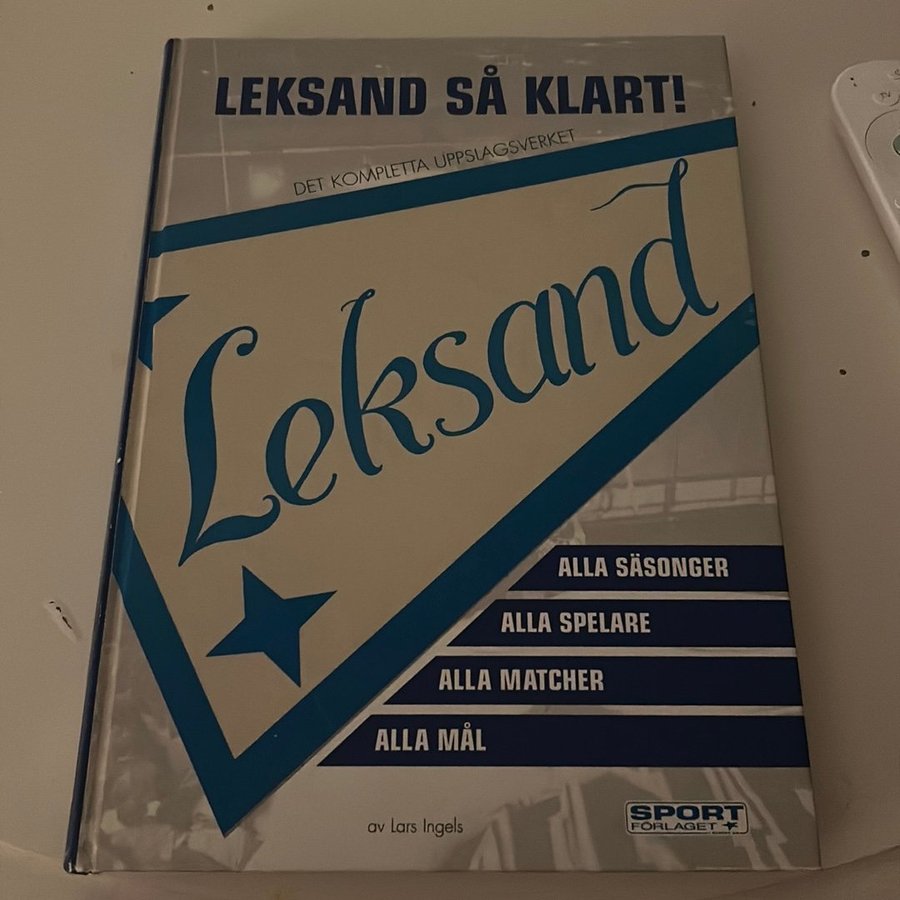 LEKSAND SÅ KLART!
DET KOMPLETTA UPPSLAGSVERKET
Leksand
ALLA SÄSONGER
ALLA SPELARE
ALLA MATCHER
ALLA MÅL
av Lars Ingels
SPORT
FÖRLAGET
TV